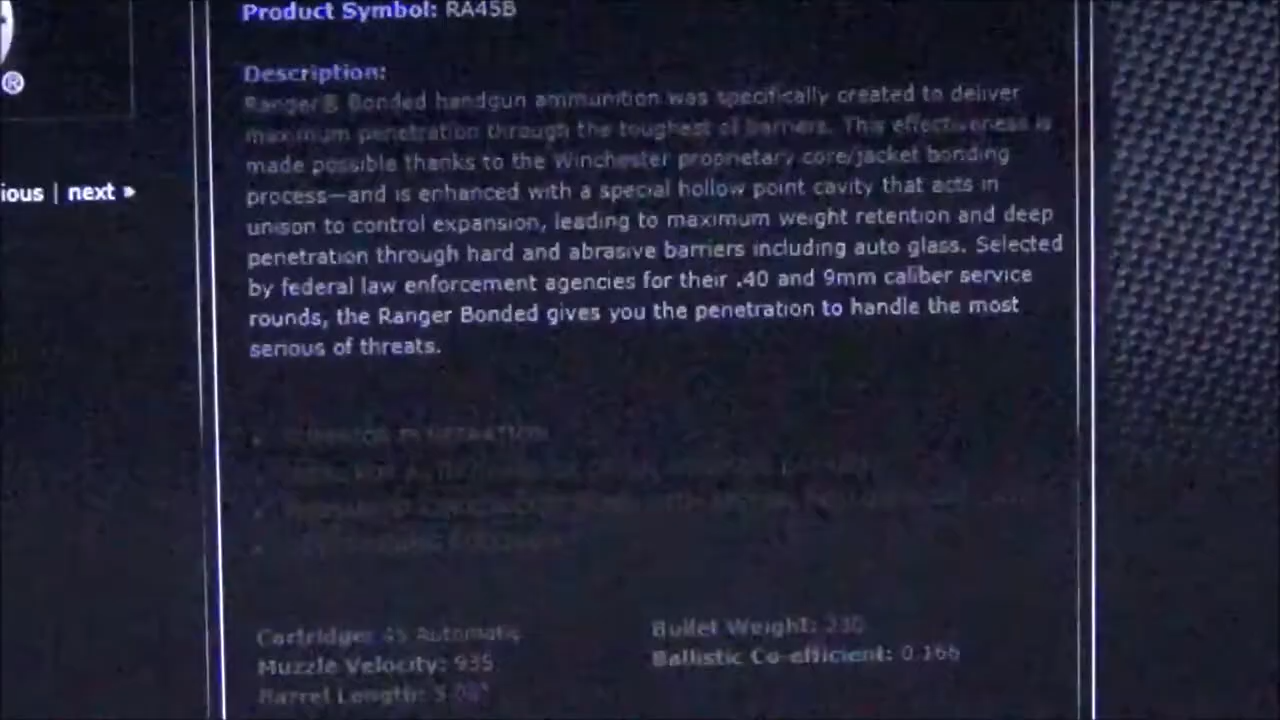 Product Symbol: RA45B
®
Description:
Ranger® Bonded handgun ammunition was specifically created to deliver
maximum penetration through the toughest of barriers. This effectiveness is
made possible thanks to the Winchester proprietary core/jacket bonding
ious | next »
process—and is enhanced with a special hollow point cavity that acts in
unison to control expansion, leading to maximum weight retention and deep
penetration through hard and abrasive barriers including auto glass. Selected
by federal law enforcement agencies for their .40 and 9mm caliber service
rounds, the Ranger Bonded gives you the penetration to handle the most
serious of threats.
Cartridge: 45 Automatic
Bullet Weight: 230
Muzzle Velocity: 935
Ballistic Co-efficient: 0.166
Barrel Length: